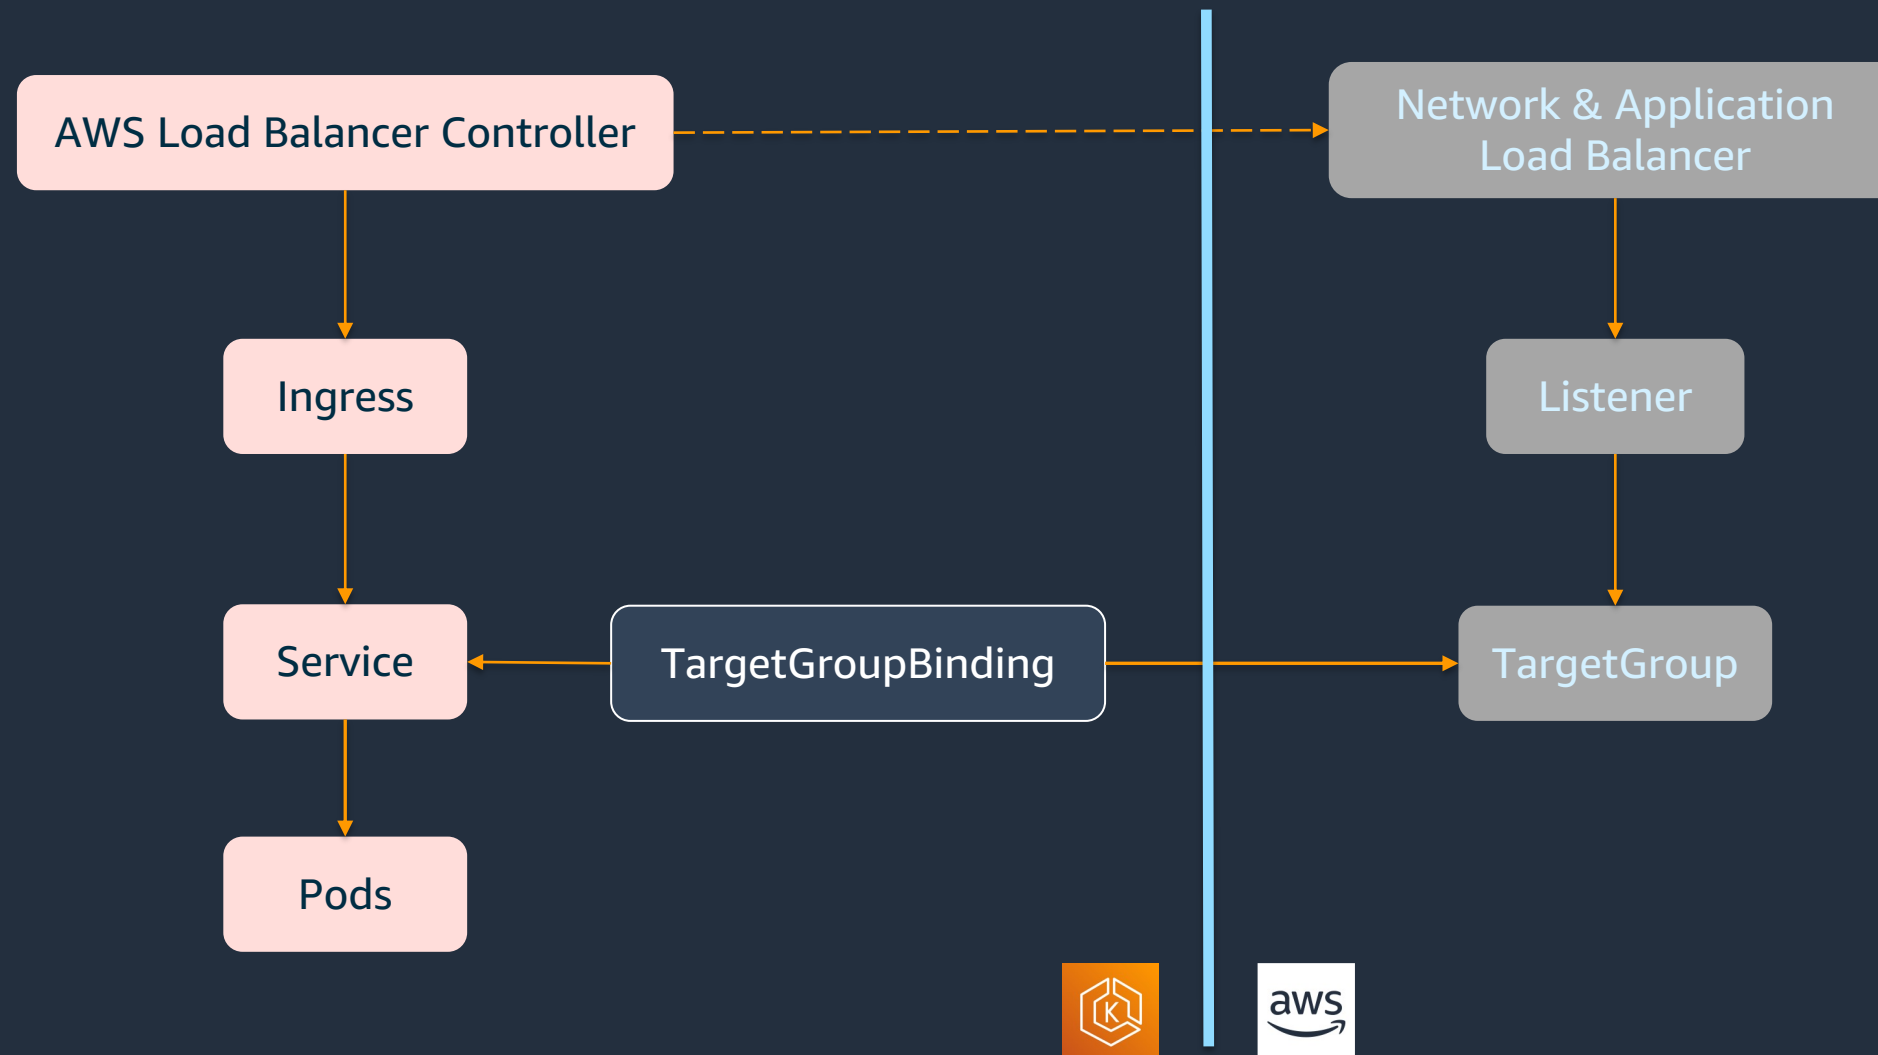 AWS Load Balancer Controller
Network & Application
Load Balancer
Ingress
Listener
Service
TargetGroupBinding
TargetGroup
Pods
K
aws